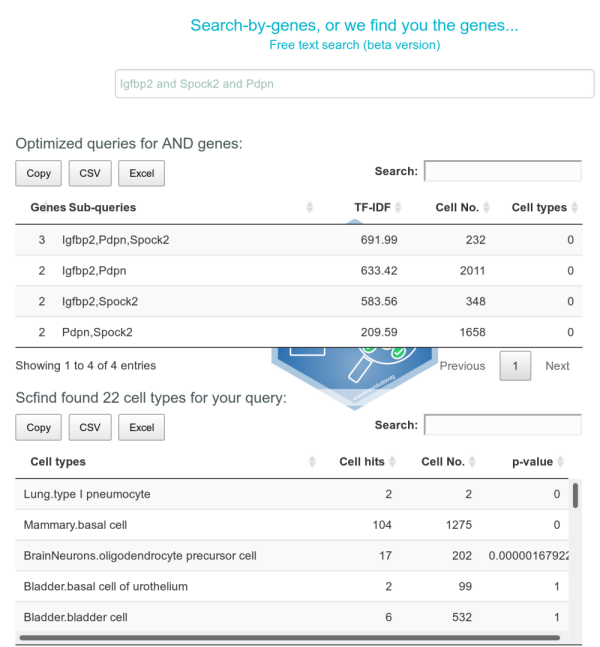 Search-by-genes, or we find you the genes...
Free text search (beta version)
Igfbp2 and Spock2 and Pdpn
Optimized queries for AND genes:
Copy CSV Excel Search:
Genes Sub-queries TF-IDF Cell No. Cell types
3 Igfbp2,Pdpn,Spock2 691.99 232 0
2 Igfbp2,Pdpn 633.42 2011 0
2 Igfbp2,Spock2 583.56 348 0
2 Pdpn,Spock2 209.59 1658 0
Showing 1 to 4 of 4 entries Previous 1 Next
Scfind found 22 cell types for your query:
Copy CSV Excel Search:
Cell types Cell hits Cell No. p-value
Lung.type I pneumocyte 2 2 0
Mammary.basal cell 104 1275 0
BrainNeurons.oligodendrocyte precursor cell 17 202 0.00000167922
Bladder.basal cell of urothelium 2 99 1
Bladder.bladder cell 6 532 1